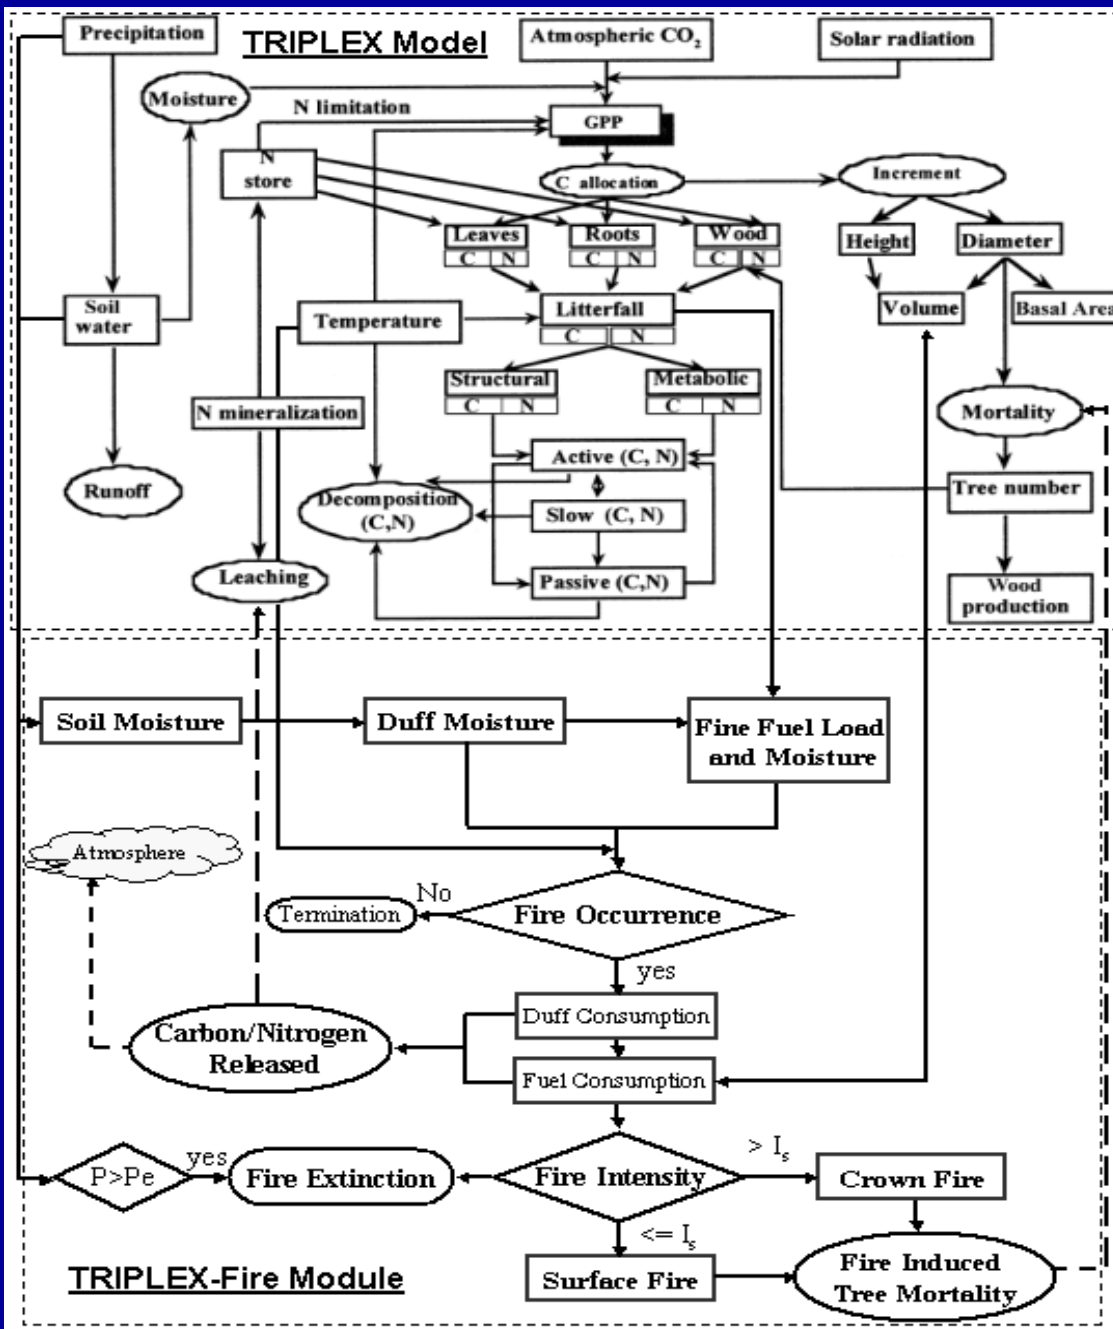 Precipitation
TRIPLEX Model
Atmospheric CO2
Solar radiation
Moisture
N limitation
GPP
N
store
C allocation
Increment
Leaves
Roots
Wood
Height
Diameter
C N
C N
C N
Soil
water
Temperature
Litterfall
Volume
Basal Area
C N
Structural
Metabolic
C N
C N
N mineralization
Mortality
Active (C, N)
Runoff
Decomposition
(C,N)
Slow (C, N)
Tree number
Leaching
Passive (C,N)
Wood
production
Soil Moisture
Duff Moisture
Fine Fuel Load
and Moisture
Atmosphere
No
Termination
Fire Occurrence
yes
Duff Consumption
Carbon/Nitrogen
Released
Fuel Consumption
> Is
P>Pe
yes
Fire Extinction
Fire Intensity
Crown Fire
<= Is
TRIPLEX-Fire Module
Surface Fire
Fire Induced
Tree Mortality